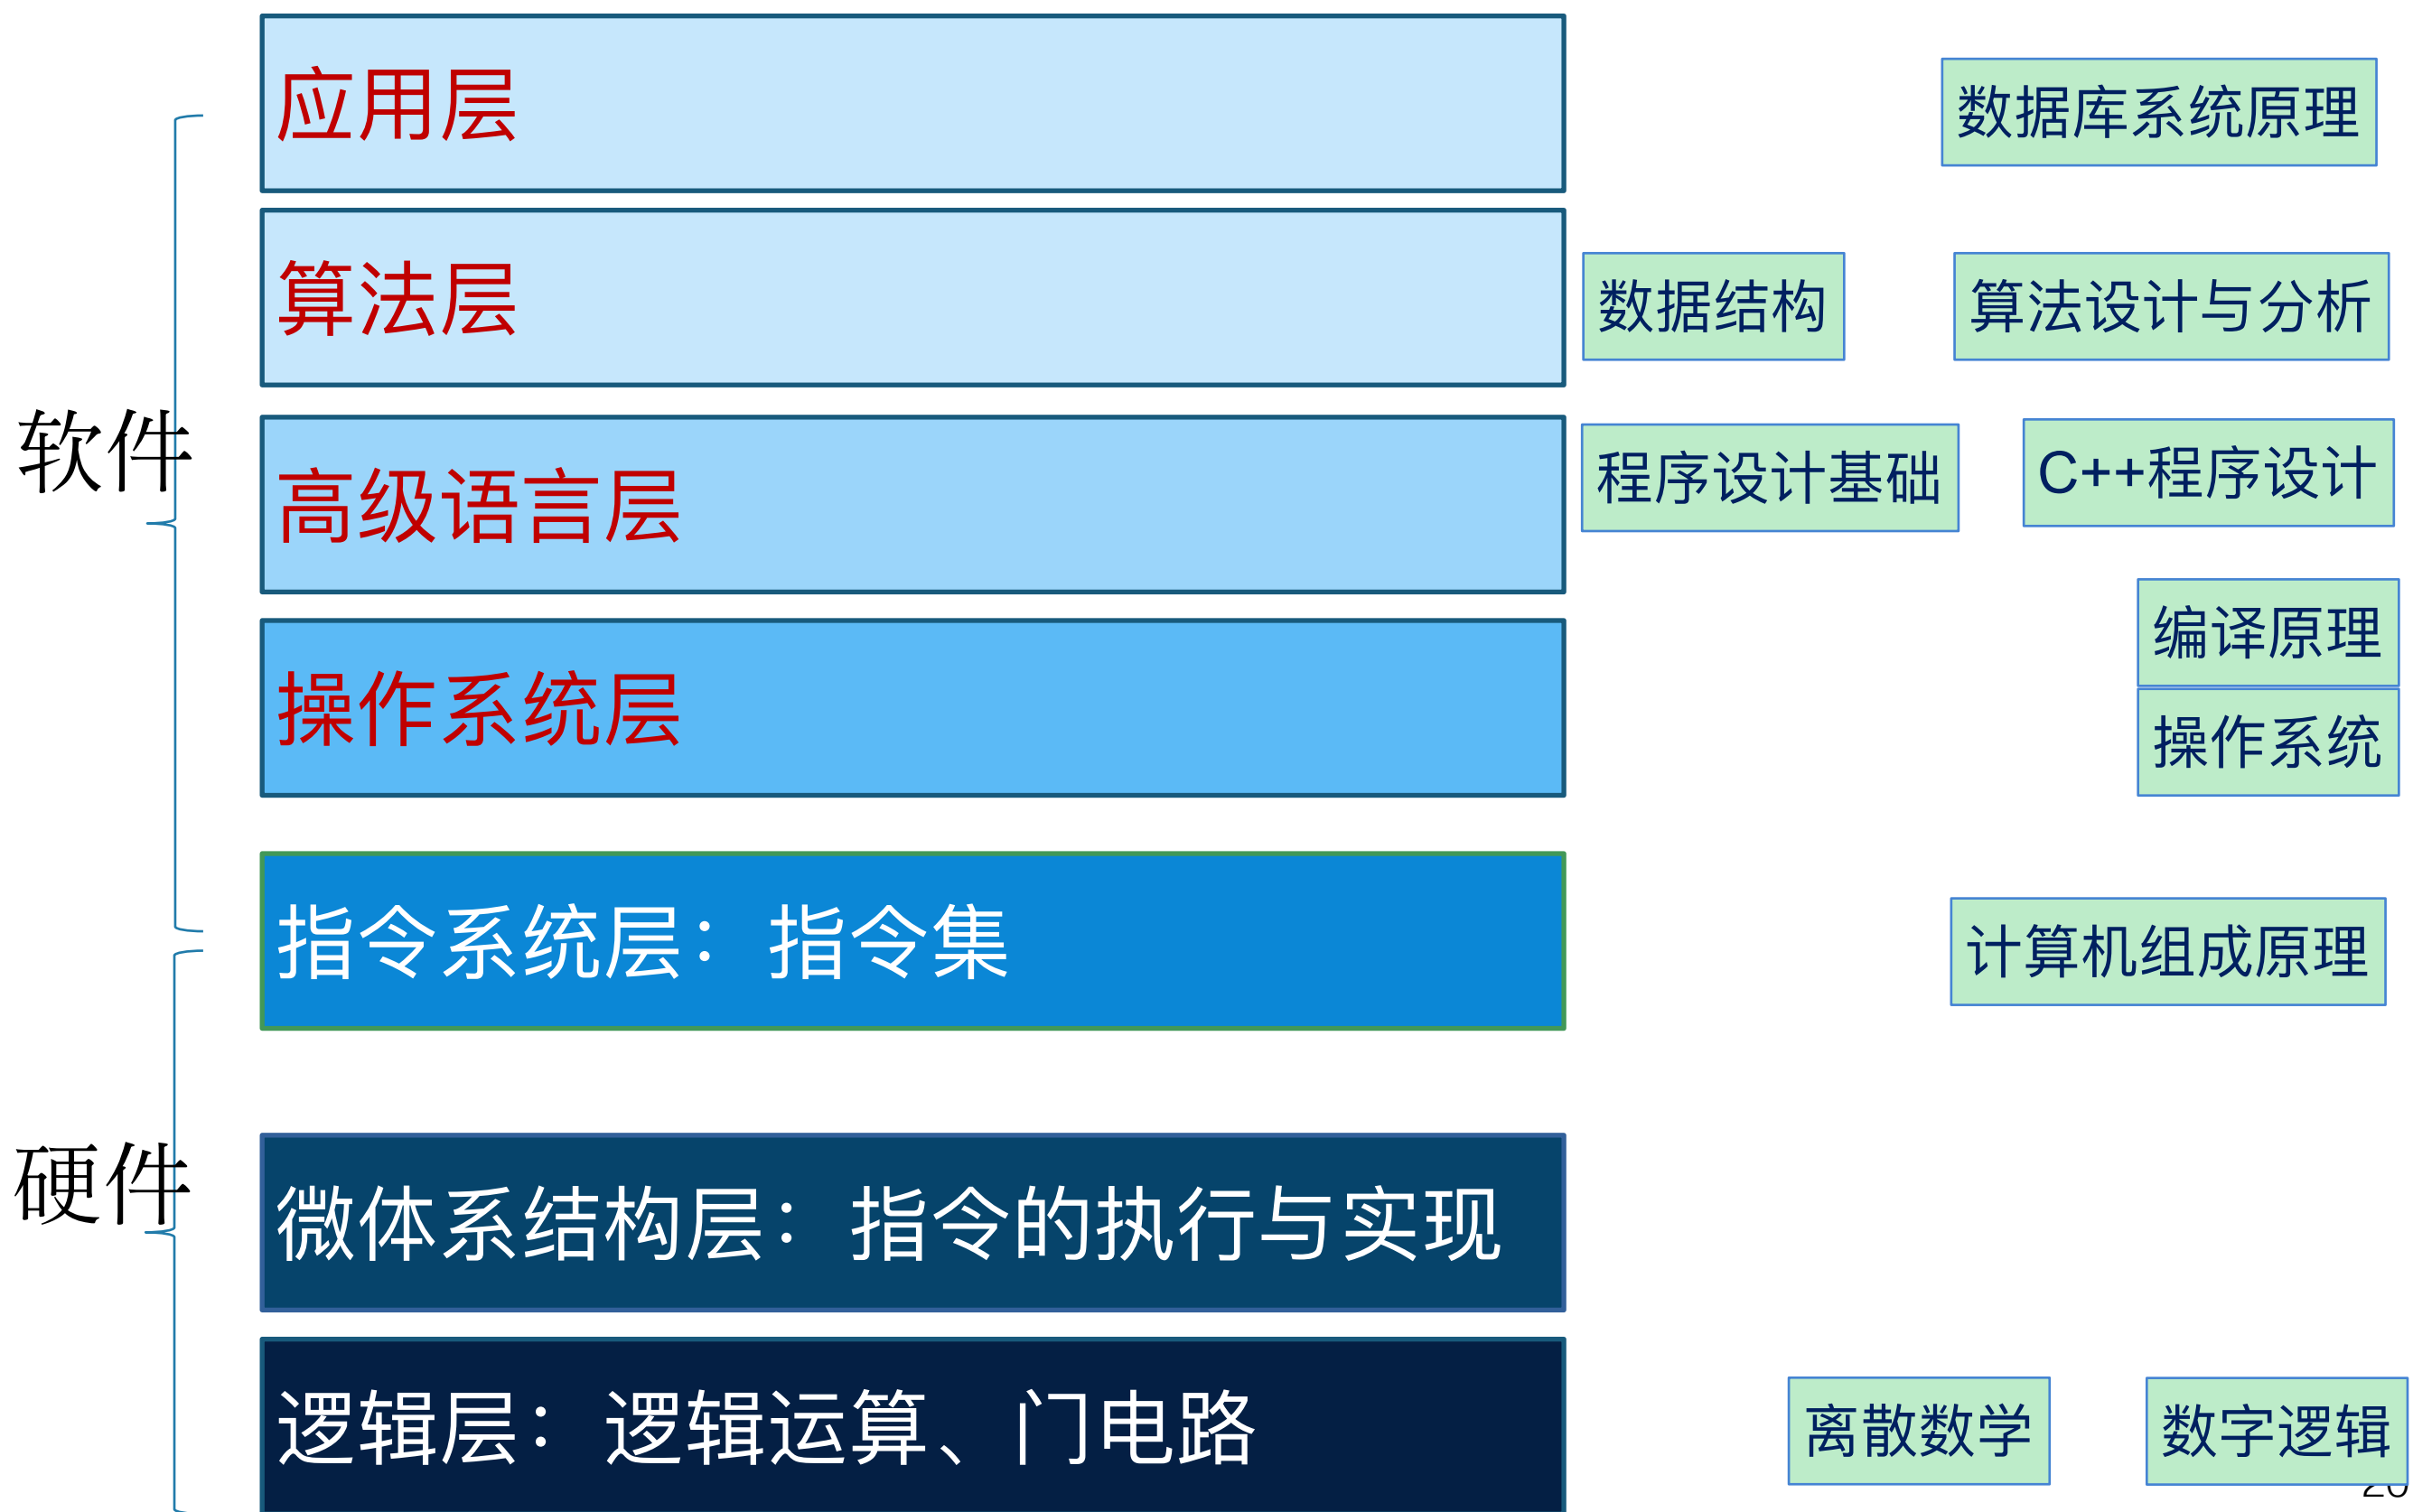 应用层
数据库系统原理
算法层
数据结构
算法设计与分析
软件
高级语言层
程序设计基础
C++程序设计
编译原理
操作系统层
操作系统
指令系统层： 指令集
计算机组成原理
硬件
微体系结构层：指令的执行与实现
逻辑层： 逻辑运算、门电路
离散数学
数字逻辑